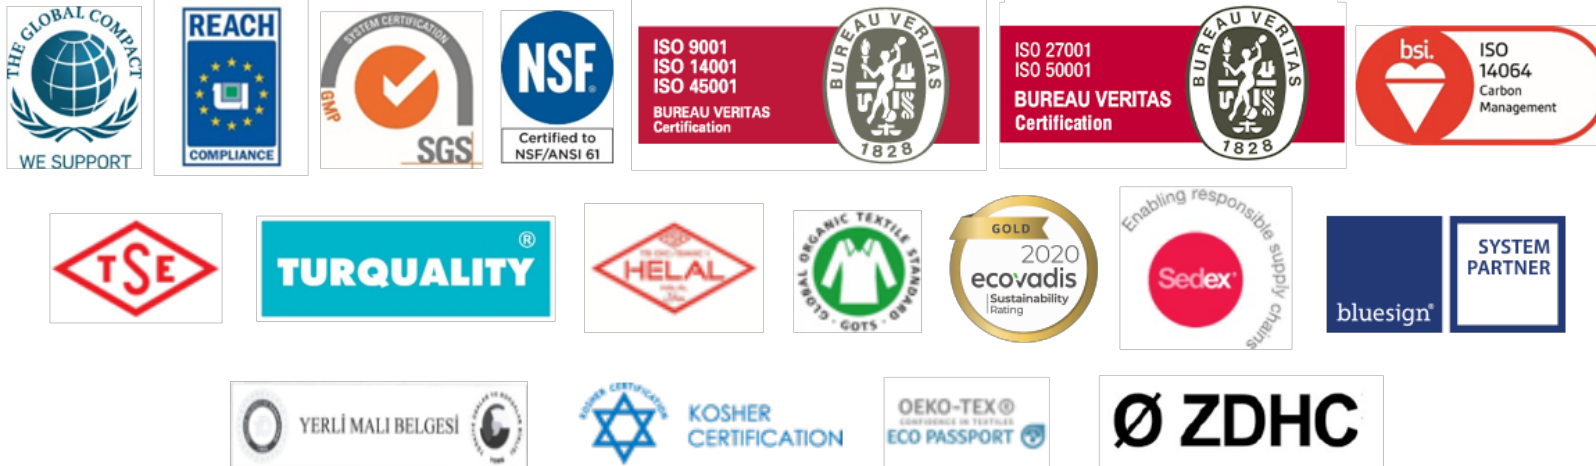 THE GLOBAL COMPACT
WE SUPPORT
REACH
COMPLIANCE
SYSTEM CERTIFICATION
GMP
SGS
NSF®
Certified to
NSF/ANSI 61
ISO 9001
ISO 14001
ISO 45001
BUREAU VERITAS
Certification
BUREAU VERITAS
1828
ISO 27001
ISO 50001
BUREAU VERITAS
Certification
BUREAU VERITAS
1828
bsi.
ISO
14064
Carbon
Management
TSE
TURQUALITY®
HELAL
GLOBAL ORGANIC TEXTILE STANDARD
· GOTS ·
GOLD
2020
ecovadis
Sustainability
Rating
Enabling responsible supply chains
Sedex®
bluesign®
SYSTEM
PARTNER
YERLİ MALI BELGESİ
KOSHER CERTIFICATION
KOSHER
CERTIFICATION
OEKO-TEX®
CONFIDENCE IN TEXTILES
ECO PASSPORT
Ø ZDHC